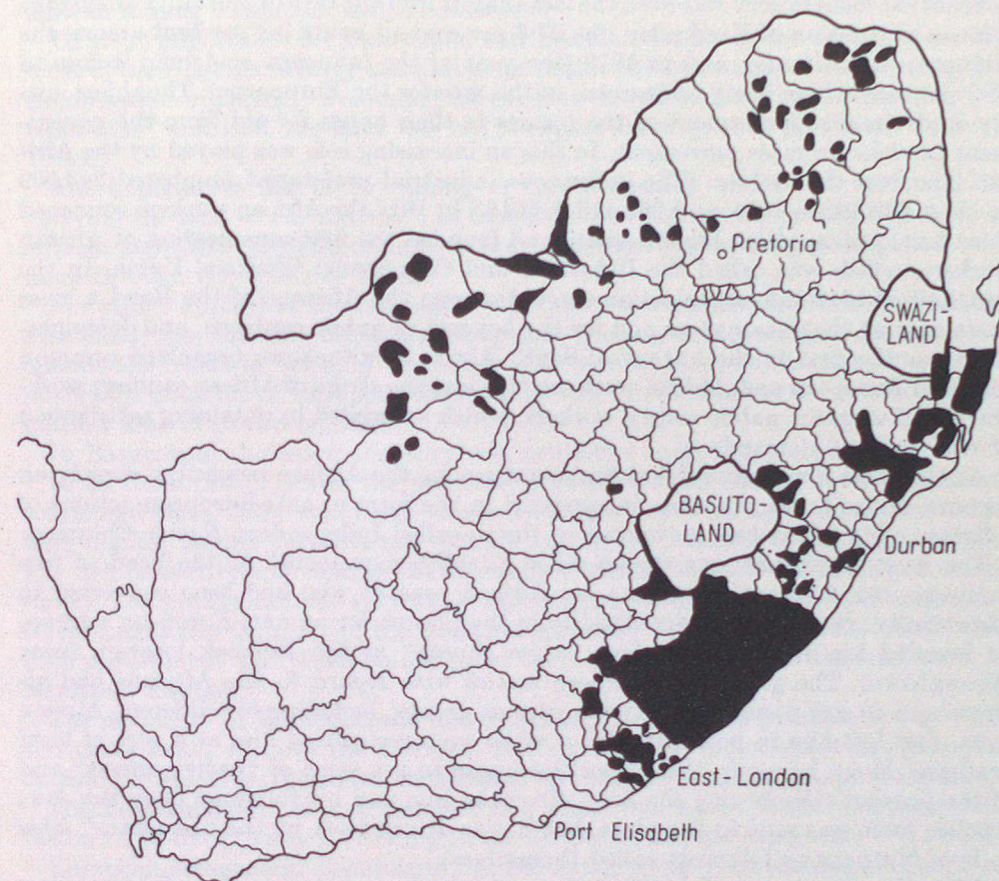 Pretoria
SWAZI-
LAND
BASUTO-
LAND
Durban
East-London
Port Elisabeth